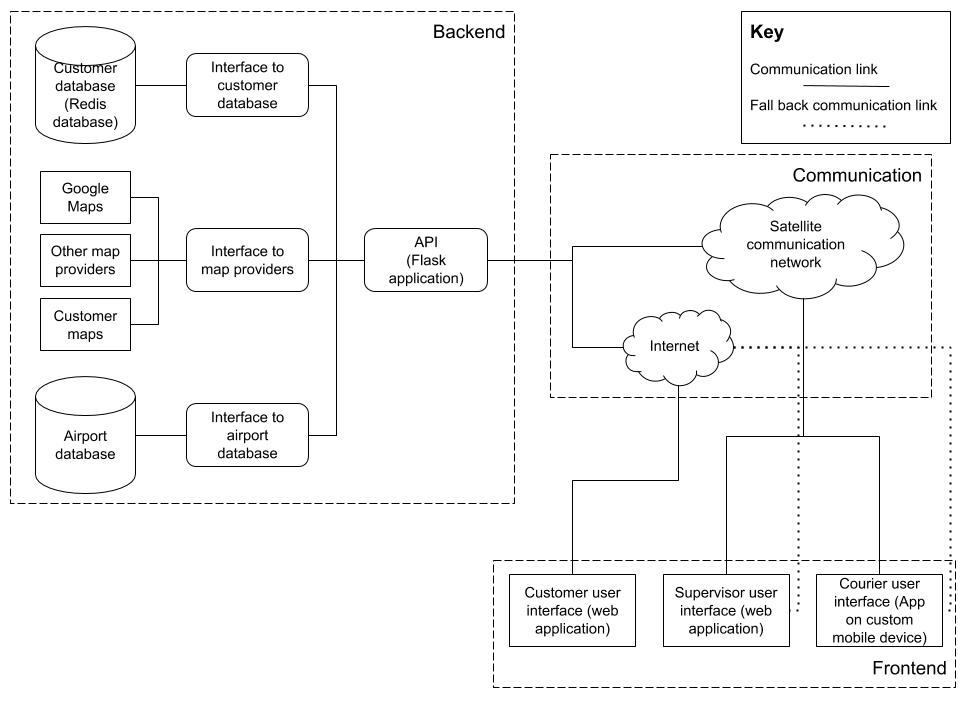 Backend
Customer
database
(Redis
database)
Interface to
customer
database
Google
Maps
Other map
providers
Customer
maps
Interface to
map providers
API
(Flask
application)
Airport
database
Interface to
airport
database
Key
Communication link
Fall back communication link
Communication
Satellite
communication
network
Internet
Customer user
interface (web
application)
Supervisor user
interface (web
application)
Courier user
interface (App
on custom
mobile device)
Frontend